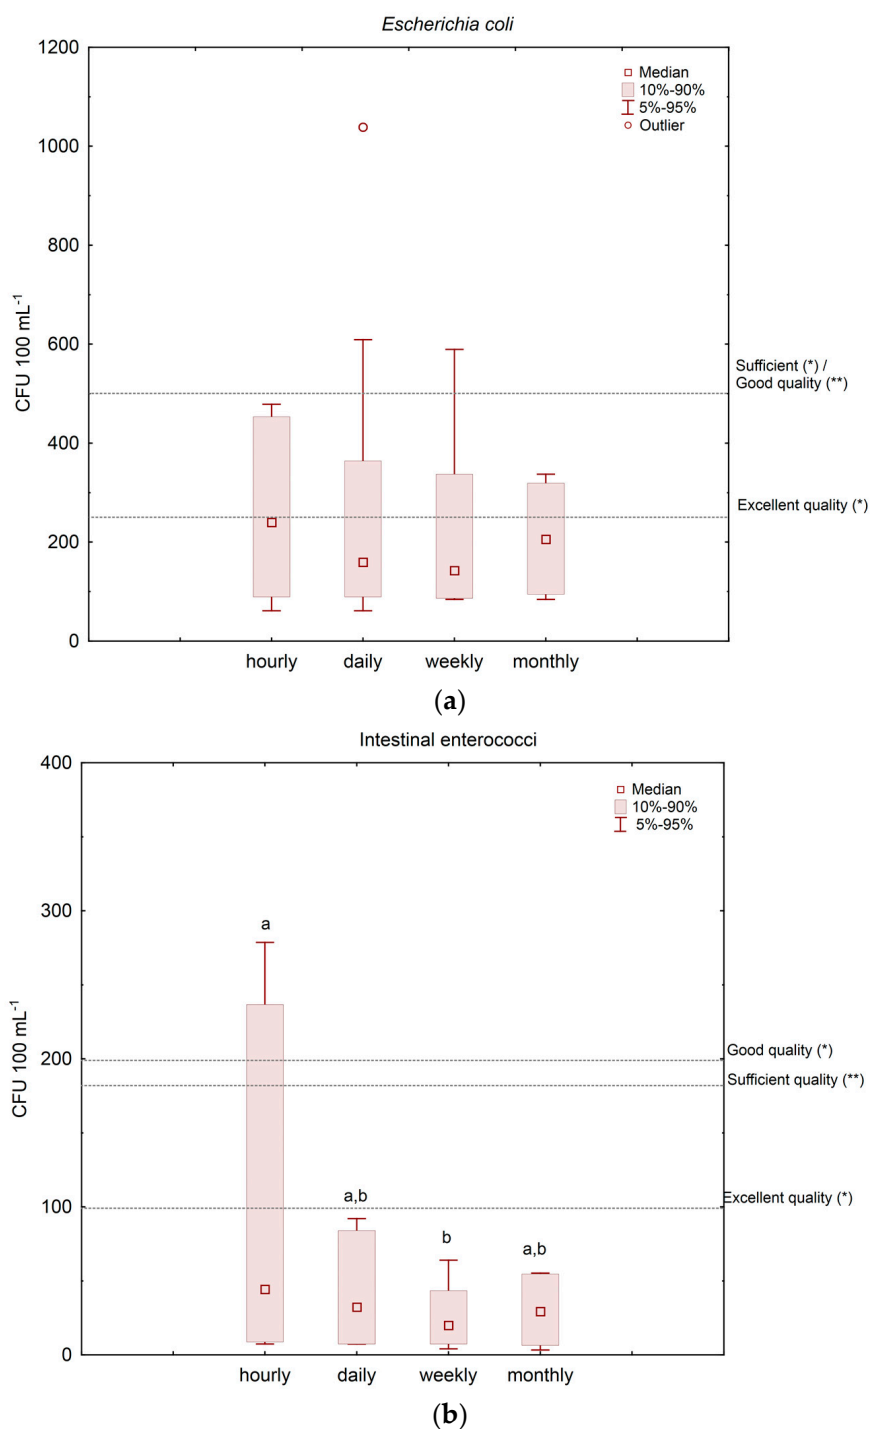 Escherichia coli
1200
1000
800
600
400
200
0
CFU 100 mL-1
Median
10%-90%
5%-95%
Outlier
Sufficient (*) /
Good quality (**)
Excellent quality (*)
hourly daily weekly monthly
(a)
Intestinal enterococci
400
300
200
100
0
CFU 100 mL-1
Median
10%-90%
5%-95%
a
a,b
b
a,b
Good quality (*)
Sufficient quality (**)
Excellent quality (*)
hourly daily weekly monthly
(b)